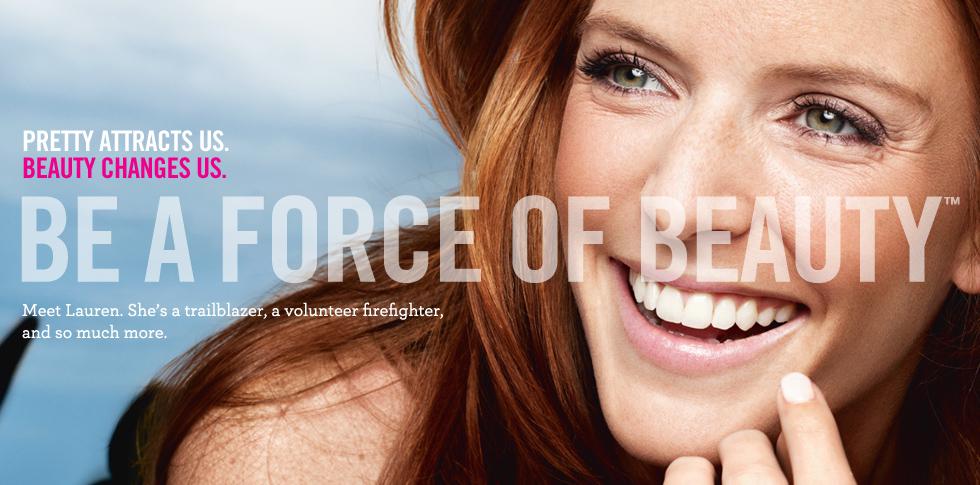 PRETTY ATTRACTS US.
BEAUTY CHANGES US.
BE A FORCE OF BEAUTY™
Meet Lauren. She's a trailblazer, a volunteer firefighter,
and so much more.